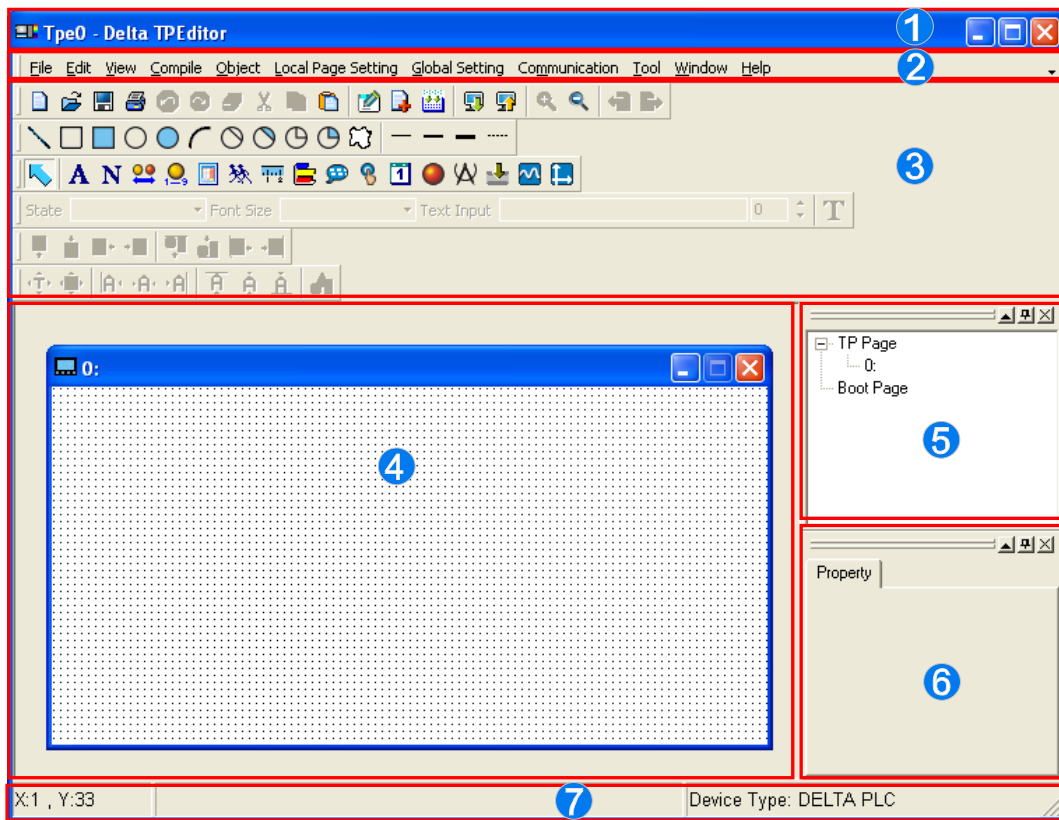 Tpe0 - Delta TPEditor
1
File Edit View Compile Object Local Page Setting Global Setting Communication Tool Window Help
2
3
A N 1
State Font Size Text Input 0 T
T A A A A A A
0:
4
TP Page
0:
Boot Page
5
Property
6
X:1 , Y:33
7
Device Type: DELTA PLC